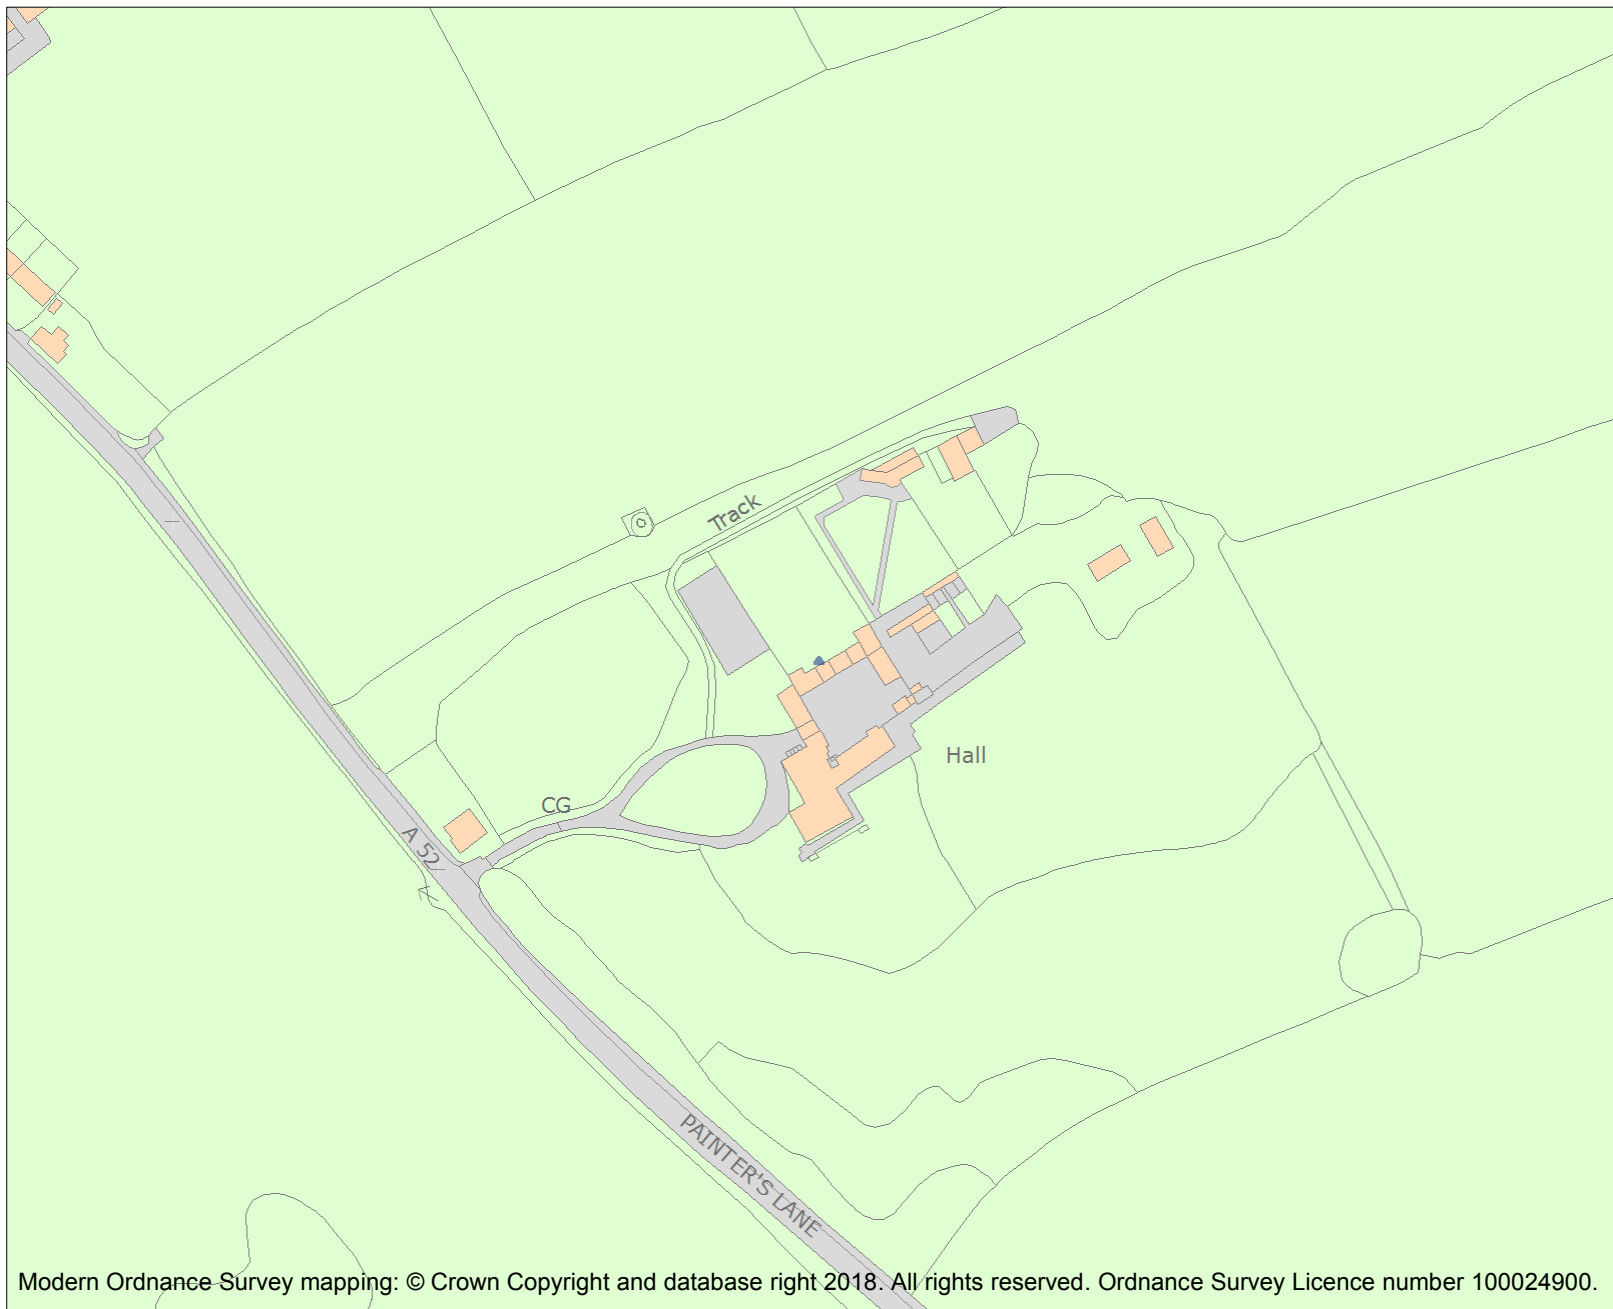 Track
Hall
CG
A 52
PAINTER'S LANE
Modern Ordnance Survey mapping: © Crown Copyright and database right 2018. All rights reserved. Ordnance Survey Licence number 100024900.